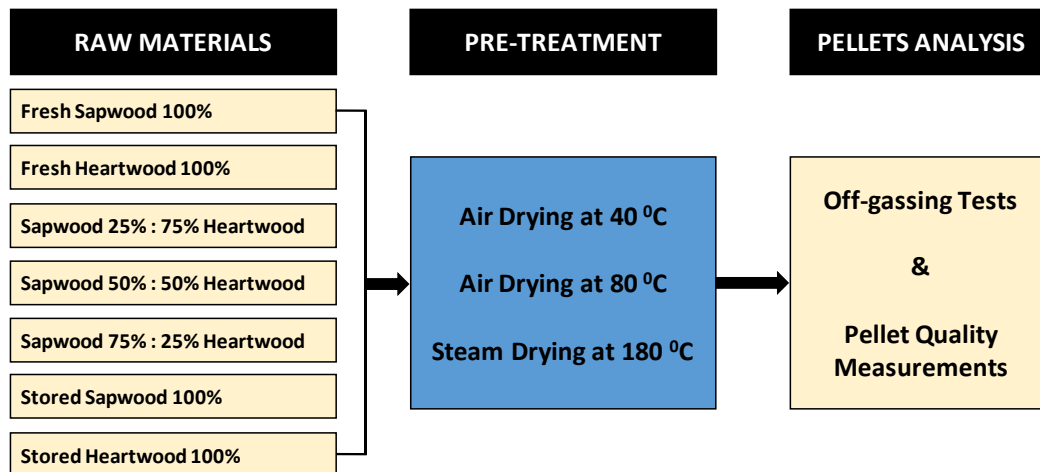 RAW MATERIALS
Fresh Sapwood 100%
Fresh Heartwood 100%
Sapwood 25% : 75% Heartwood
Sapwood 50% : 50% Heartwood
Sapwood 75% : 25% Heartwood
Stored Sapwood 100%
Stored Heartwood 100%
PRE-TREATMENT
Air Drying at 40 ⁰C
Air Drying at 80 ⁰C
Steam Drying at 180 ⁰C
PELLETS ANALYSIS
Off-gassing Tests
&
Pellet Quality
Measurements